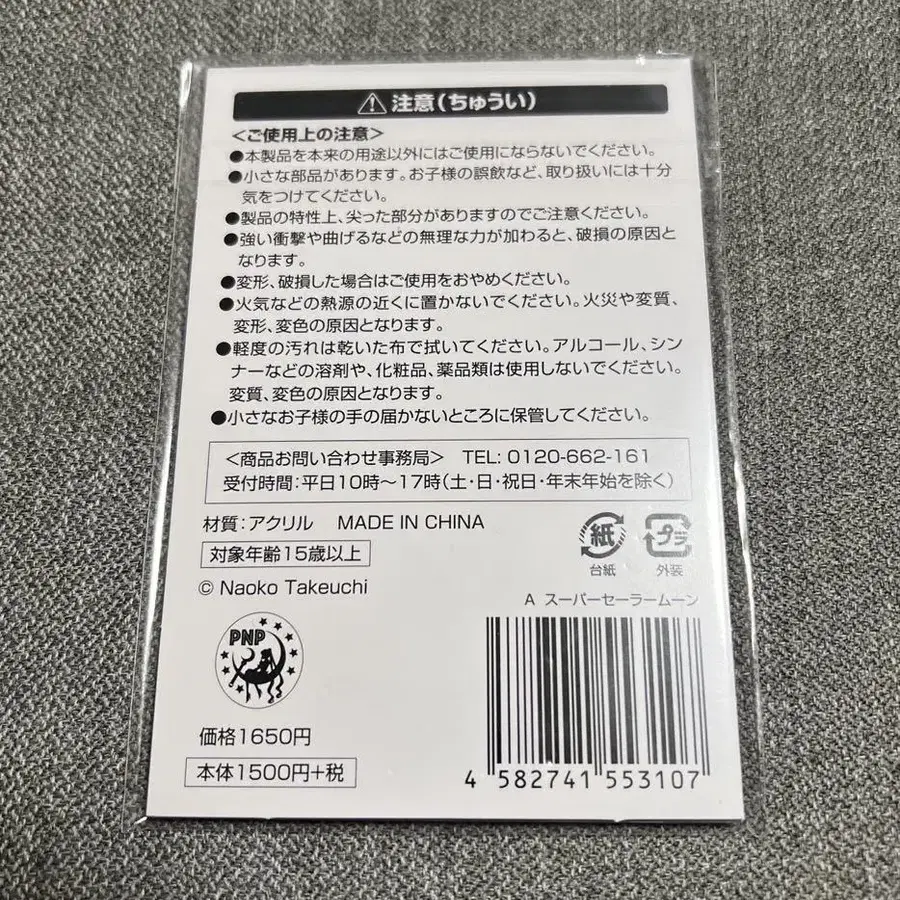 注意(ちゅうい)
<ご使用上の注意>
●本製品を本来の用途以外にはご使用にならないでください。
●小さな部品があります。お子様の誤飲など、取り扱いには十分
気をつけてください。
●製品の特性上、尖った部分がありますのでご注意ください。
●強い衝撃や曲げるなどの無理な力が加わると、破損の原因と
なります。
●変形、破損した場合はご使用をおやめください。
●火気などの熱源の近くに置かないでください。火災や変質、
変形、変色の原因となります。
●軽度の汚れは乾いた布で拭いてください。アルコール、シン
ナーなどの溶剤や、化粧品、薬品類は使用しないでください。
変質、変色の原因となります。
●小さなお子様の手の届かないところに保管してください。
<商品お問い合わせ事務局> TEL: 0120-662-161
受付時間:平日10時〜17時(土・日・祝日・年末年始を除く)
材質:アクリル MADE IN CHINA
対象年齢15歳以上
紙
台紙
プラ
外装
© Naoko Takeuchi
A スーパーセーラームーン
PNP
価格1650円
本体1500円+税
4 582741 553107